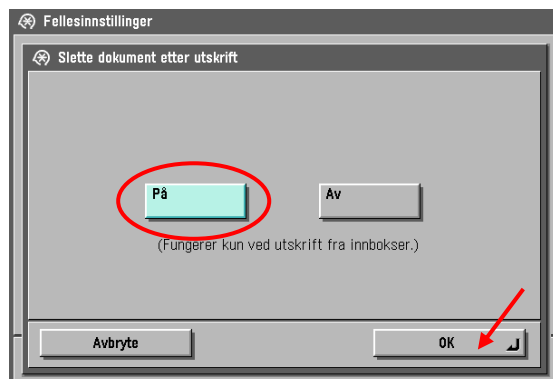 Fellesinnstillinger
Slette dokument etter utskrift
På
Av
(Fungerer kun ved utskrift fra innbokser.)
Avbryte
OK